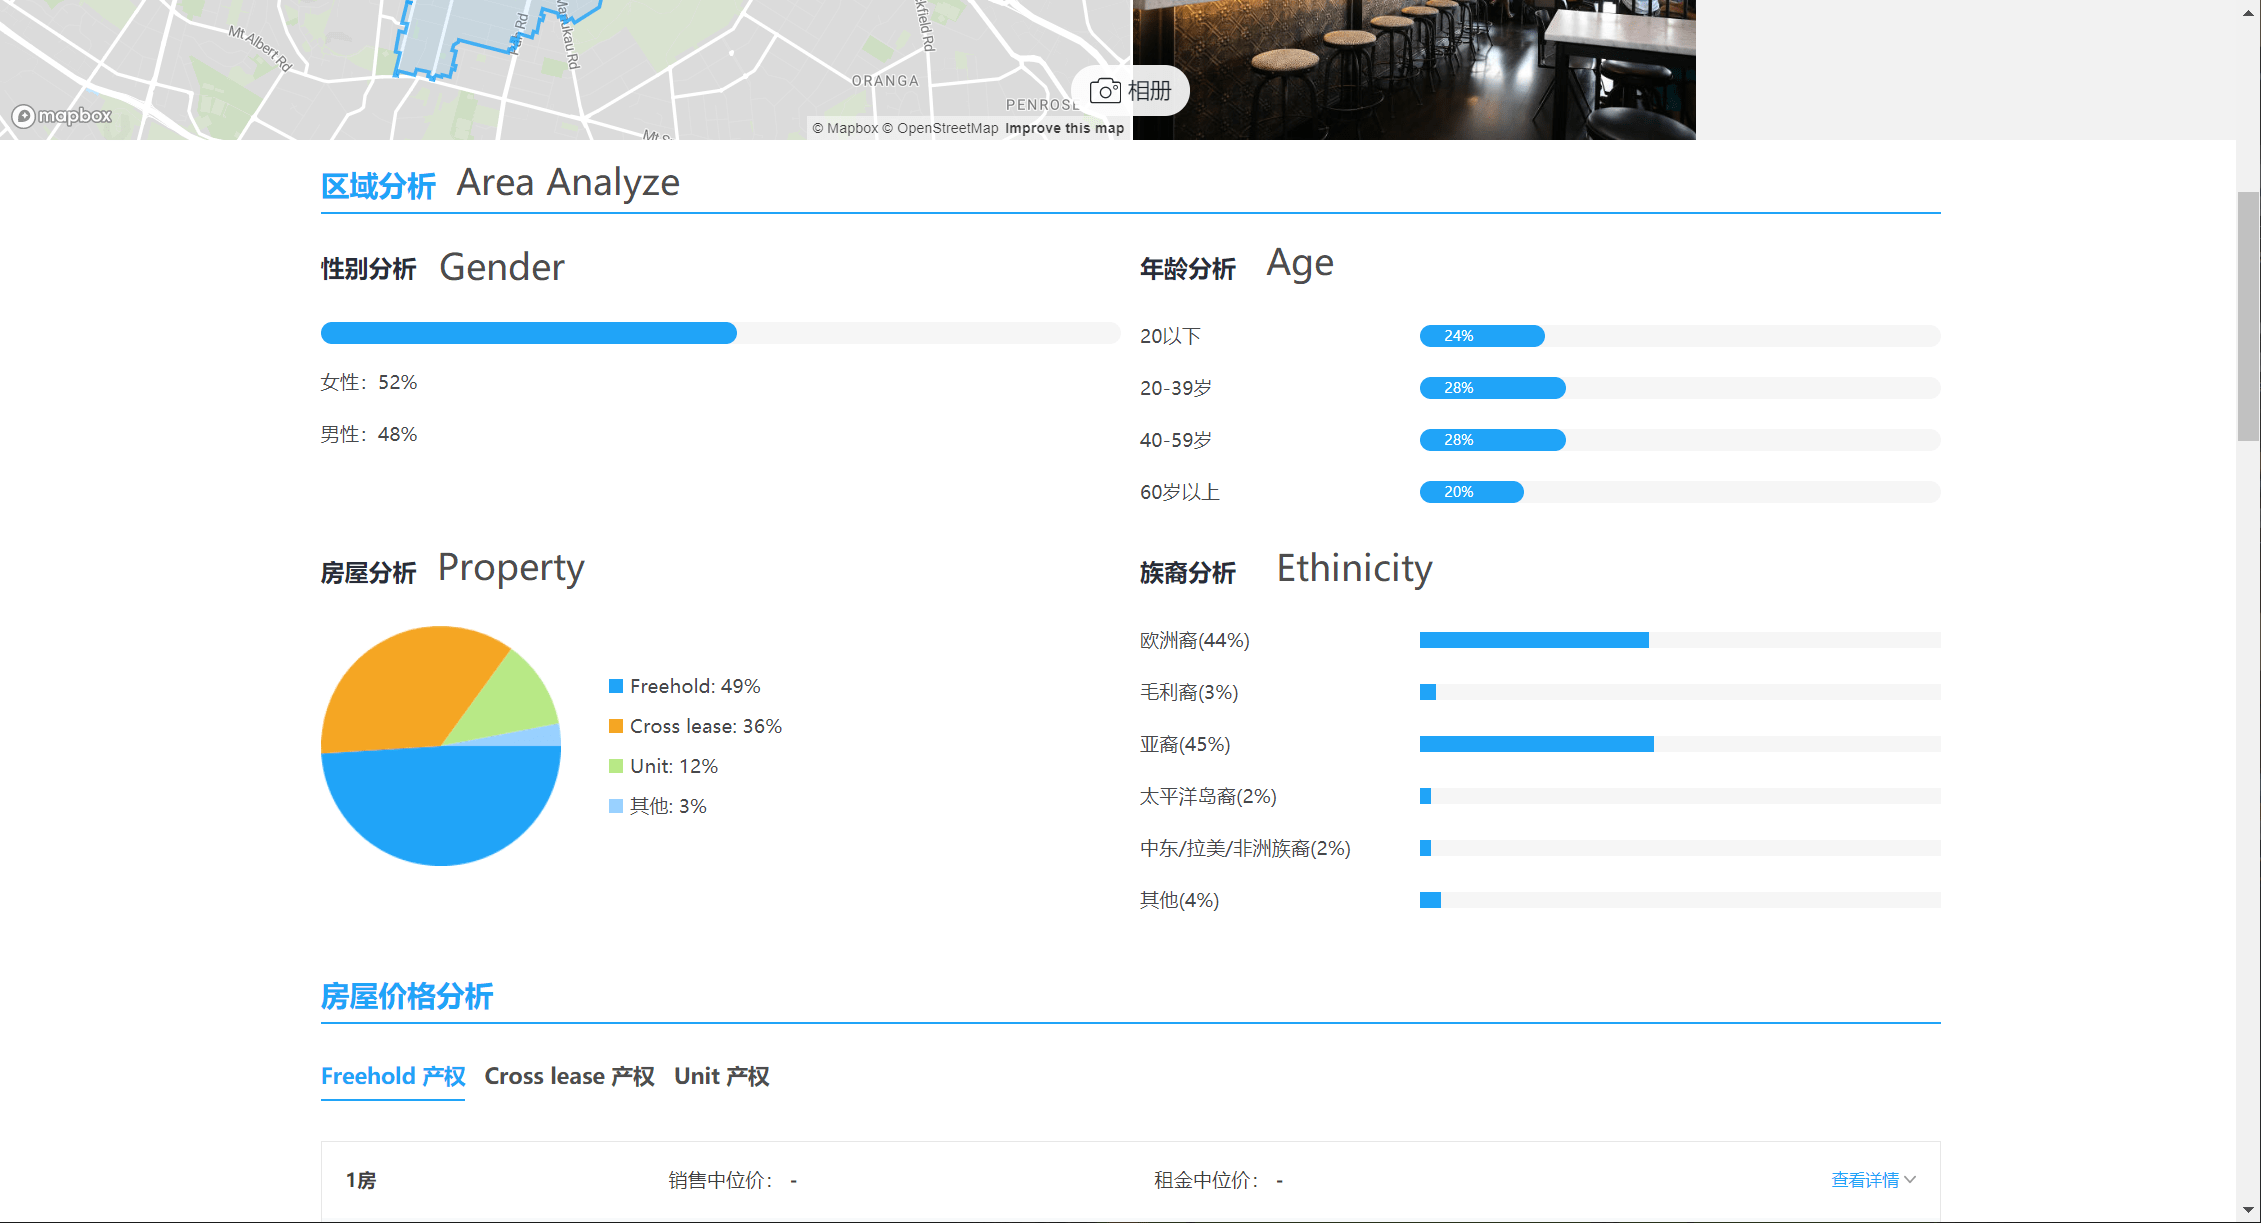 Mt Albert Rd
Pah Rd
Manukau Rd
ORANGA
PENROSE
mapbox
© Mapbox © OpenStreetMap Improve this map
相册
区域分析 Area Analyze
性别分析 Gender
女性：52%
男性：48%
年龄分析 Age
20以下 24%
20-39岁 28%
40-59岁 28%
60岁以上 20%
房屋分析 Property
Freehold: 49%
Cross lease: 36%
Unit: 12%
其他: 3%
族裔分析 Ethinicity
欧洲裔(44%)
毛利裔(3%)
亚裔(45%)
太平洋岛裔(2%)
中东/拉美/非洲族裔(2%)
其他(4%)
房屋价格分析
Freehold 产权 Cross lease 产权 Unit 产权
1房 销售中位价： - 租金中位价： - 查看详情